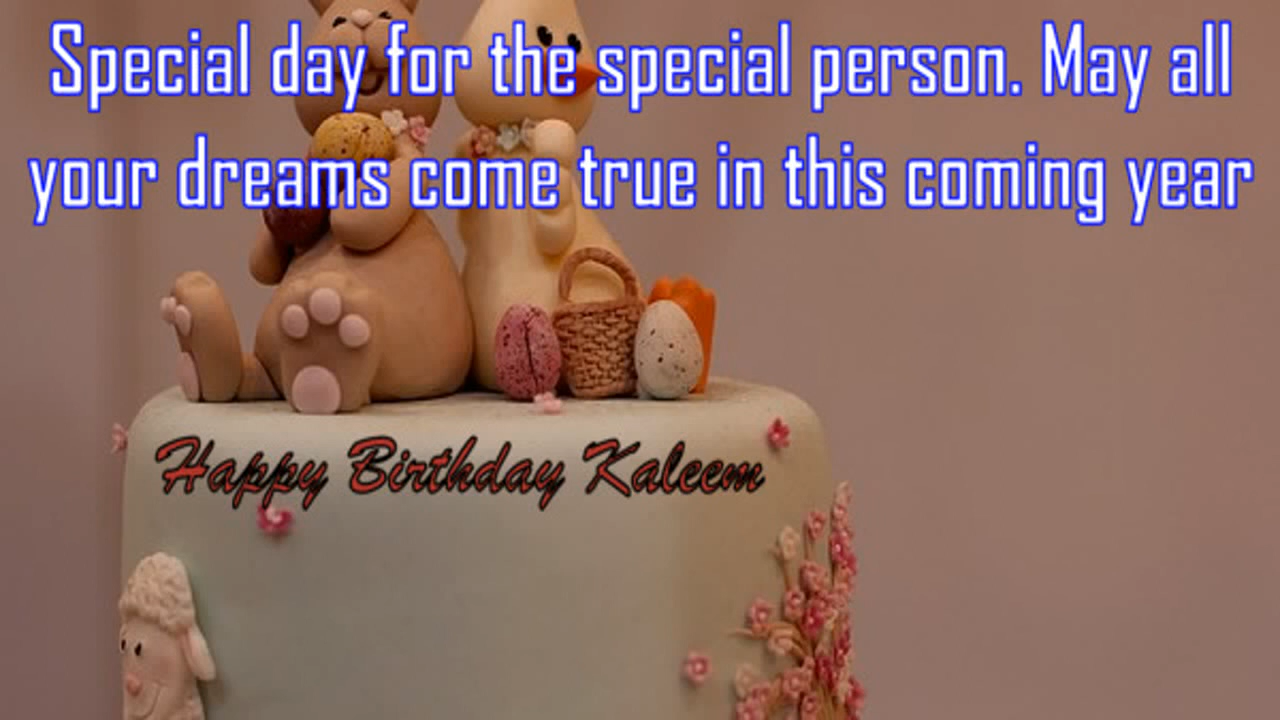 Special day for the special person. May all
your dreams come true in this coming year
Happy Birthday Kaleem